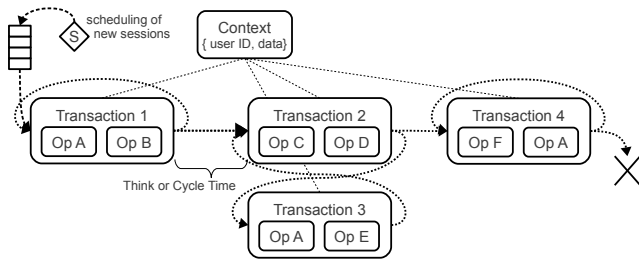 scheduling of
new sessions
S
Context
{ user ID, data}
Transaction 1
Op A
Op B
Transaction 2
Op C
Op D
Transaction 4
Op F
Op A
Think or Cycle Time
Transaction 3
Op A
Op E